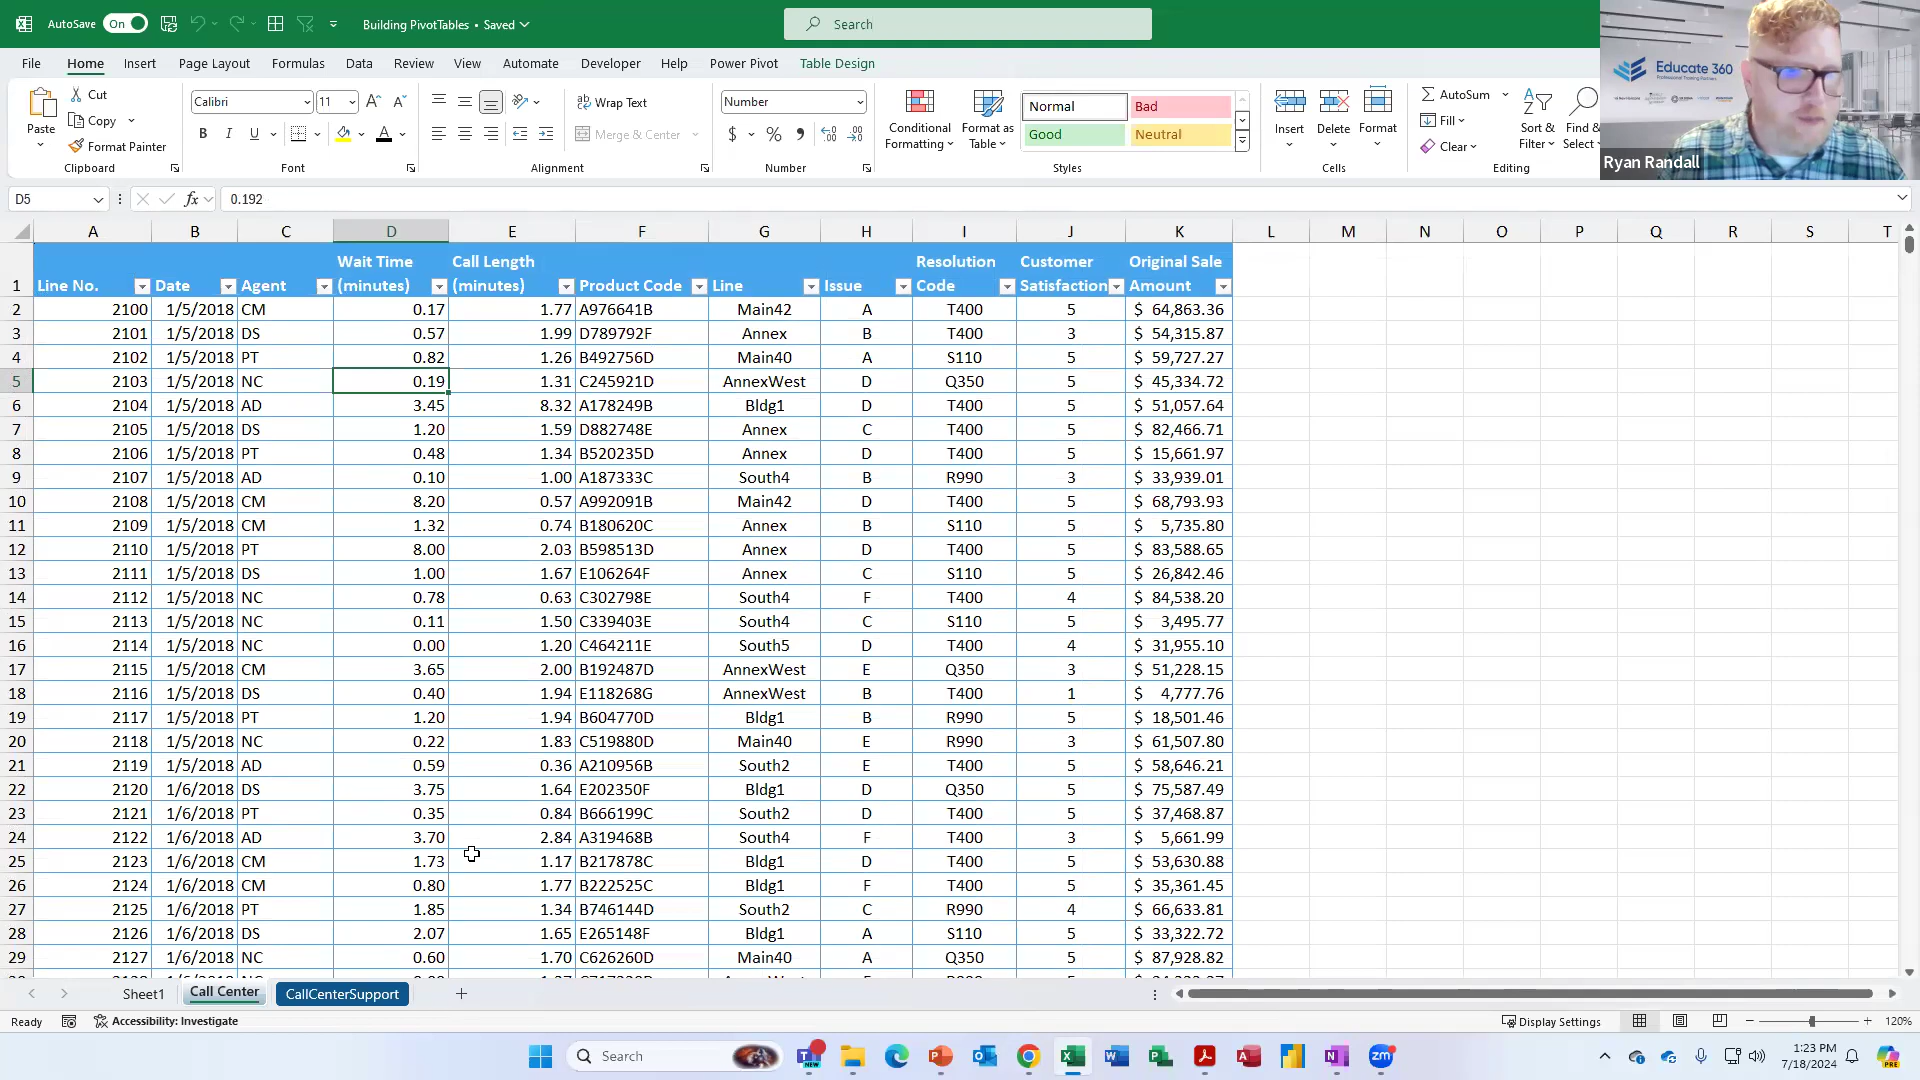 AutoSave On Building PivotTables • Saved Search
Educate 360
Professional Training Partners
Ryan Randall
File Home Insert Page Layout Formulas Data Review View Automate Developer Help Power Pivot Table Design
Paste Cut Copy Format Painter Clipboard
Calibri 11 B I U A Font
Wrap Text Merge & Center Alignment
Number $ % , Number
Conditional Formatting Format as Table Normal Bad Good Neutral Styles
Insert Delete Format Cells
AutoSum Fill Clear Sort & Filter Find & Select Editing
D5 fx 0.192
A B C D E F G H I J K L M N O P Q R S T
1 Line No. Date Agent Wait Time (minutes) Call Length (minutes) Product Code Line Issue Resolution Code Customer Satisfaction Original Sale Amount
2 2100 1/5/2018 CM 0.17 1.77 A976641B Main42 A T400 5 $ 64,863.36
3 2101 1/5/2018 DS 0.57 1.99 D789792F Annex B T400 3 $ 54,315.87
4 2102 1/5/2018 PT 0.82 1.26 B492756D Main40 A S110 5 $ 59,727.27
5 2103 1/5/2018 NC 0.19 1.31 C245921D AnnexWest D Q350 5 $ 45,334.72
6 2104 1/5/2018 AD 3.45 8.32 A178249B Bldg1 D T400 5 $ 51,057.64
7 2105 1/5/2018 DS 1.20 1.59 D882748E Annex C T400 5 $ 82,466.71
8 2106 1/5/2018 PT 0.48 1.34 B520235D Annex D T400 5 $ 15,661.97
9 2107 1/5/2018 AD 0.10 1.00 A187333C South4 B R990 3 $ 33,939.01
10 2108 1/5/2018 CM 8.20 0.57 A992091B Main42 D T400 5 $ 68,793.93
11 2109 1/5/2018 CM 1.32 0.74 B180620C Annex B S110 5 $ 5,735.80
12 2110 1/5/2018 PT 8.00 2.03 B598513D Annex D T400 5 $ 83,588.65
13 2111 1/5/2018 DS 1.00 1.67 E106264F Annex C S110 5 $ 26,842.46
14 2112 1/5/2018 NC 0.78 0.63 C302798E South4 F T400 4 $ 84,538.20
15 2113 1/5/2018 NC 0.11 1.50 C339403E South4 C S110 5 $ 3,495.77
16 2114 1/5/2018 NC 0.00 1.20 C464211E South5 D T400 4 $ 31,955.10
17 2115 1/5/2018 CM 3.65 2.00 B192487D AnnexWest E Q350 3 $ 51,228.15
18 2116 1/5/2018 DS 0.40 1.94 E118268G AnnexWest B T400 1 $ 4,777.76
19 2117 1/5/2018 PT 1.20 1.94 B604770D Bldg1 B R990 5 $ 18,501.46
20 2118 1/5/2018 NC 0.22 1.83 C519880D Main40 E R990 3 $ 61,507.80
21 2119 1/5/2018 AD 0.59 0.36 A210956B South2 E T400 5 $ 58,646.21
22 2120 1/6/2018 DS 3.75 1.64 E202350F Bldg1 D Q350 5 $ 75,587.49
23 2121 1/6/2018 PT 0.35 0.84 B666199C South2 D T400 5 $ 37,468.87
24 2122 1/6/2018 AD 3.70 2.84 A319468B South4 F T400 3 $ 5,661.99
25 2123 1/6/2018 CM 1.73 1.17 B217878C Bldg1 D T400 5 $ 53,630.88
26 2124 1/6/2018 CM 0.80 1.77 B222525C Bldg1 F T400 5 $ 35,361.45
27 2125 1/6/2018 PT 1.85 1.34 B746144D South2 C R990 4 $ 66,633.81
28 2126 1/6/2018 DS 2.07 1.65 E265148F Bldg1 A S110 5 $ 33,322.72
29 2127 1/6/2018 NC 0.60 1.70 C626260D Main40 A Q350 5 $ 87,928.82
Sheet1 Call Center CallCenterSupport
Ready Accessibility: Investigate Display Settings 120%
Search 1:23 PM
7/18/2024